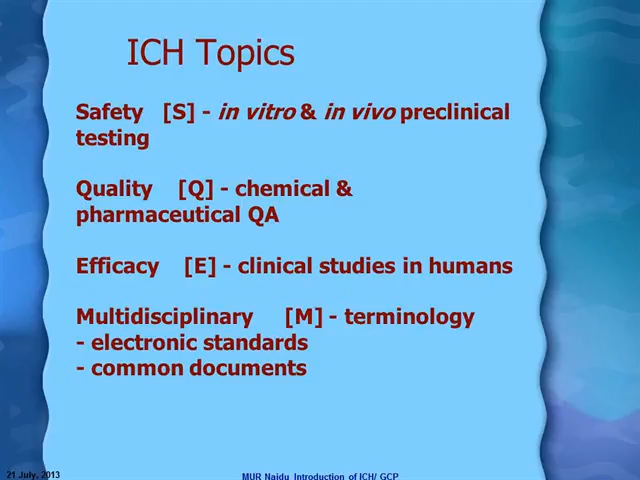 ICH Topics
Safety [S] - in vitro & in vivo preclinical
testing
Quality [Q] - chemical &
pharmaceutical QA
Efficacy [E] - clinical studies in humans
Multidisciplinary [M] - terminology
- electronic standards
- common documents
21 July, 2013
MUR Naidu Introduction of ICH/ GCP